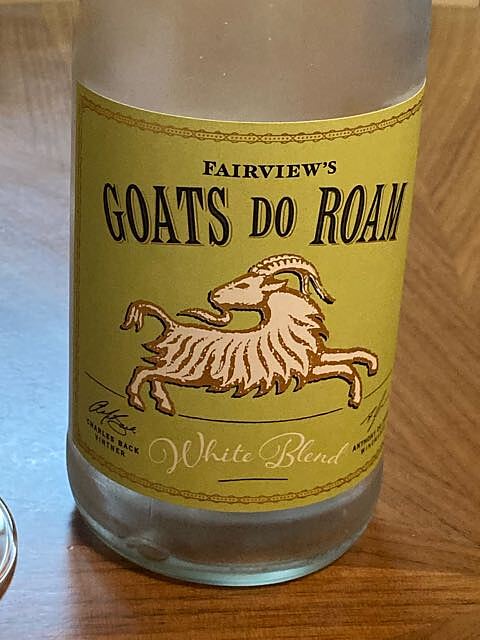 FAIRVIEW'S
GOATS DO ROAM
CHARLES BACK
VINTNER
White Blend